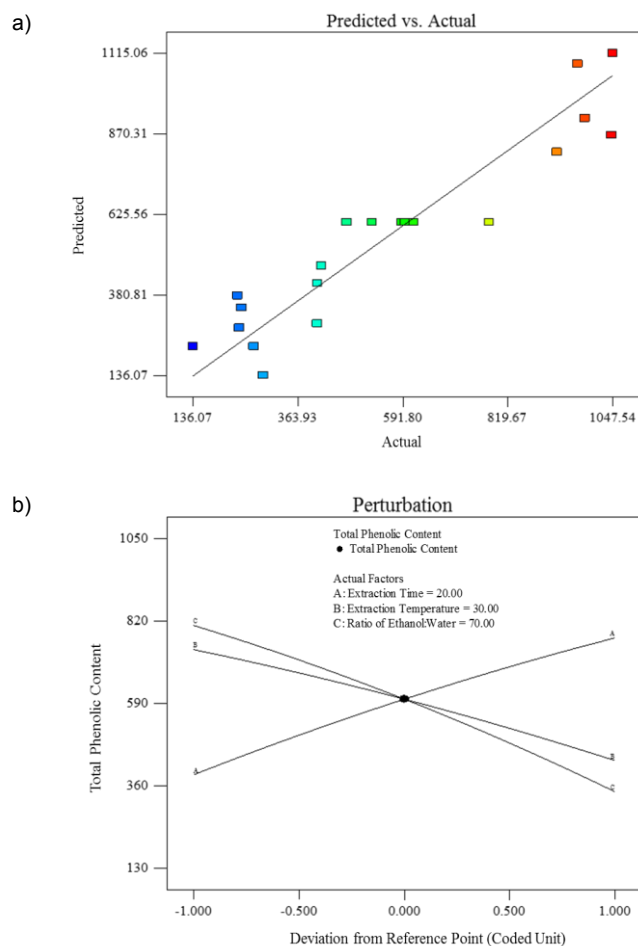 a)
Predicted vs. Actual
1115.06
870.31
625.56
380.81
136.07
Predicted
136.07
363.93
591.80
819.67
1047.54
Actual
b)
Perturbation
Total Phenolic Content
Total Phenolic Content
Actual Factors
A: Extraction Time = 20.00
B: Extraction Temperature = 30.00
C: Ratio of Ethanol:Water = 70.00
1050
820
590
360
130
Total Phenolic Content
C
B
A
A
B
C
-1.000
-0.500
0.000
0.500
1.000
Deviation from Reference Point (Coded Unit)